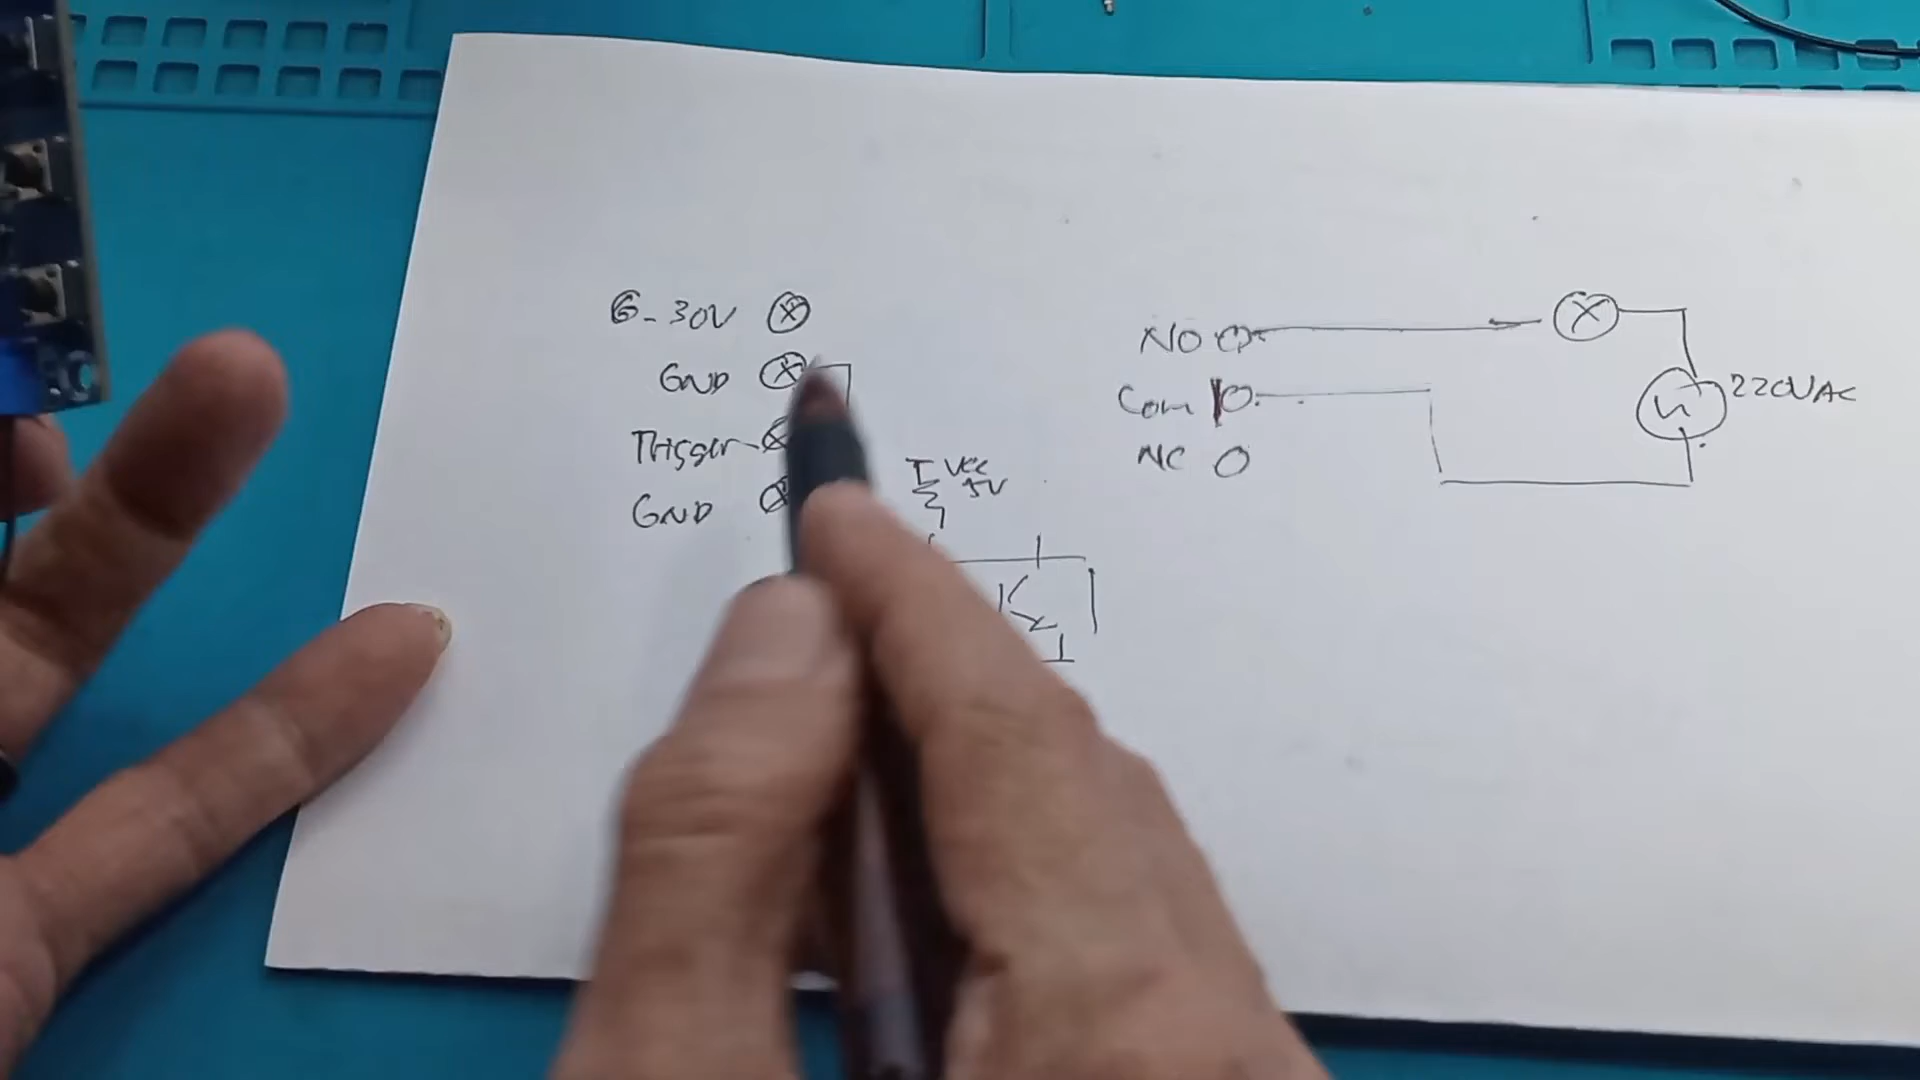 6-30V
GND
Trigger
GND
VCC
5V
NO
Com
NC
220VAC